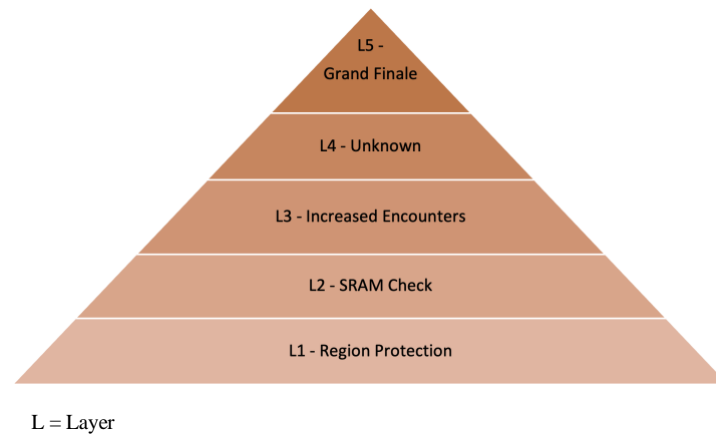 L5 -
Grand Finale
L4 - Unknown
L3 - Increased Encounters
L2 - SRAM Check
L1 - Region Protection
L = Layer